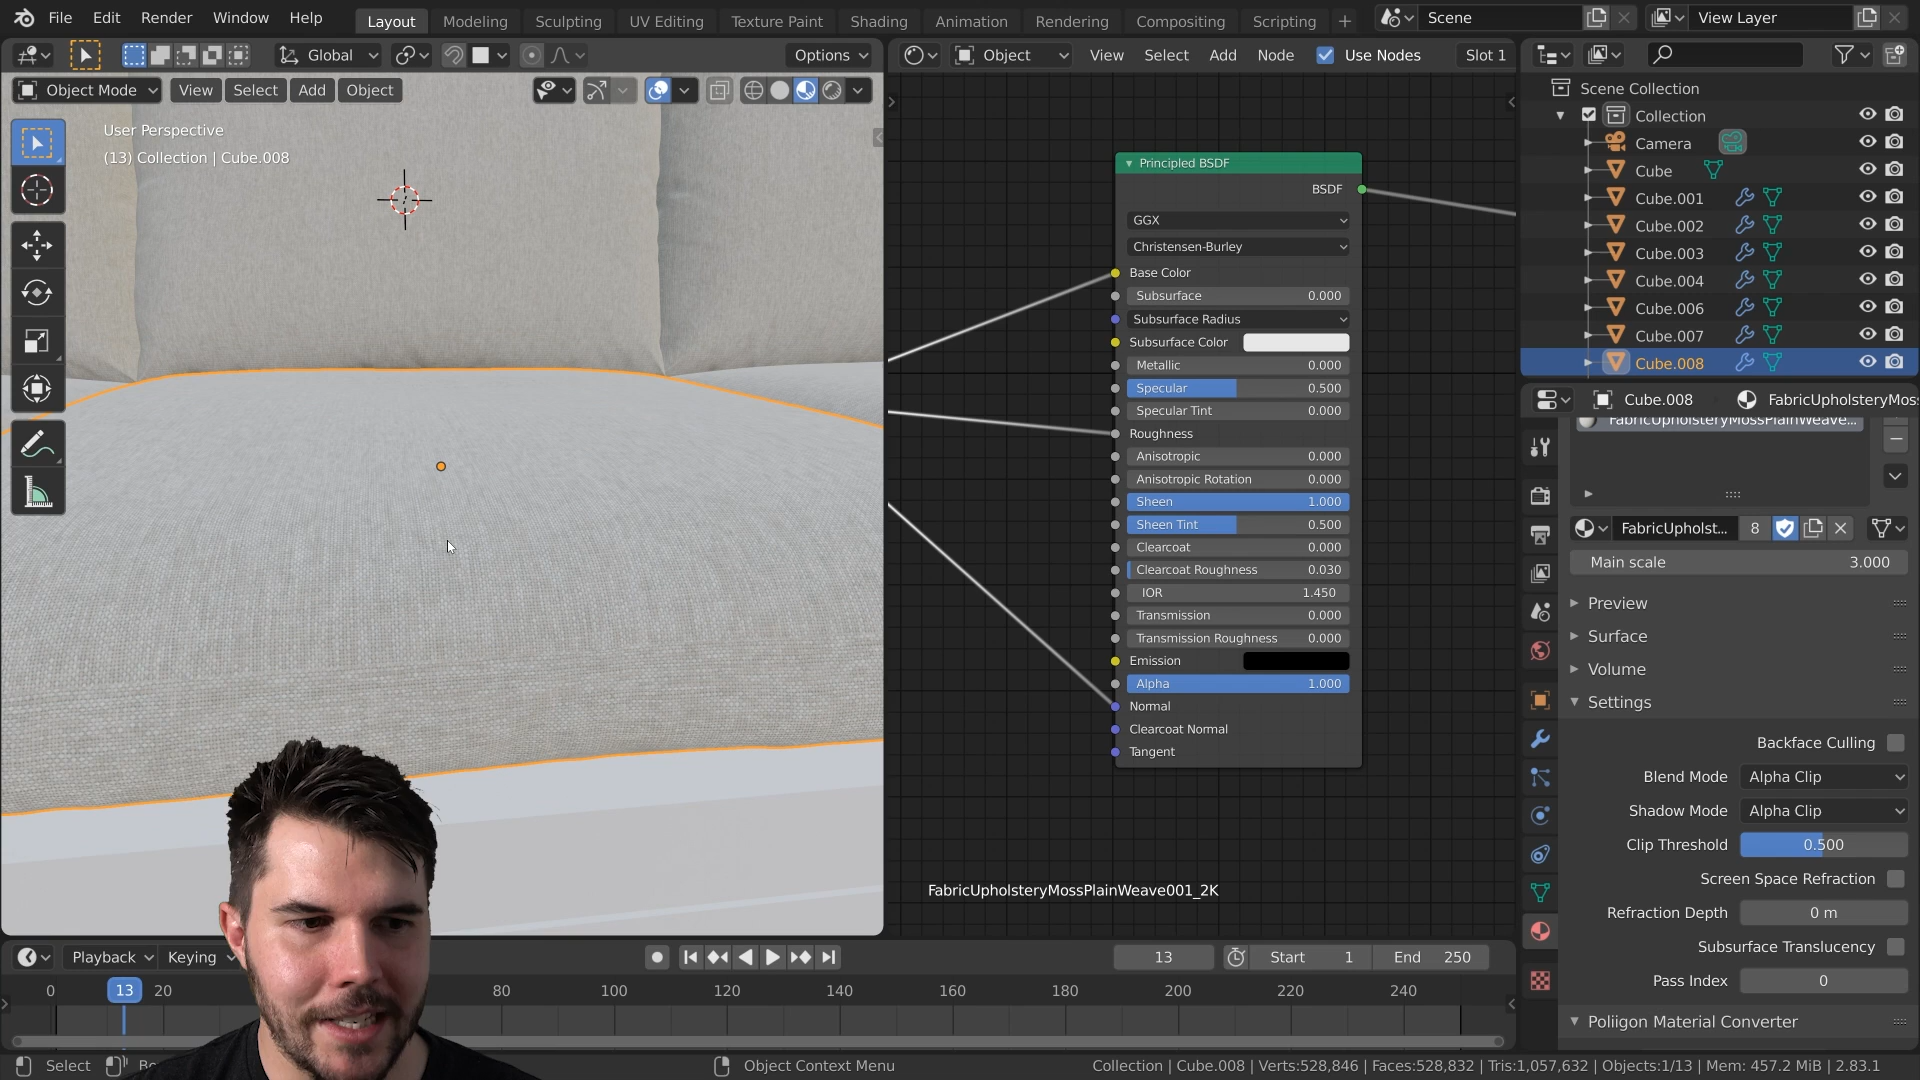 File Edit Render Window Help Layout Modeling Sculpting UV Editing Texture Paint Shading Animation Rendering Compositing Scripting + Scene View Layer
Global Options Object View Select Add Node Use Nodes Slot 1
Object Mode View Select Add Object
User Perspective
(13) Collection | Cube.008
Principled BSDF
BSDF
GGX
Christensen-Burley
Base Color
Subsurface 0.000
Subsurface Radius
Subsurface Color
Metallic 0.000
Specular 0.500
Specular Tint 0.000
Roughness
Anisotropic 0.000
Anisotropic Rotation 0.000
Sheen 1.000
Sheen Tint 0.500
Clearcoat 0.000
Clearcoat Roughness 0.030
IOR 1.450
Transmission 0.000
Transmission Roughness 0.000
Emission
Alpha 1.000
Normal
Clearcoat Normal
Tangent
FabricUpholsteryMossPlainWeave001_2K
Scene Collection
Collection
Camera
Cube
Cube.001
Cube.002
Cube.003
Cube.004
Cube.006
Cube.007
Cube.008
Cube.008 FabricUpholsteryMos
FabricUpholsteryMossPlainWeave...
FabricUpholst... 8
Main scale 3.000
Preview
Surface
Volume
Settings
Backface Culling
Blend Mode Alpha Clip
Shadow Mode Alpha Clip
Clip Threshold 0.500
Screen Space Refraction
Refraction Depth 0 m
Subsurface Translucency
Pass Index 0
Poliigon Material Converter
Playback Keying 13 Start 1 End 250
0 13 20 80 100 120 140 160 180 200 220 240
Select Bo Object Context Menu Collection | Cube.008 | Verts:528,846 | Faces:528,832 | Tris:1,057,632 | Objects:1/13 | Mem: 457.2 MiB | 2.83.1